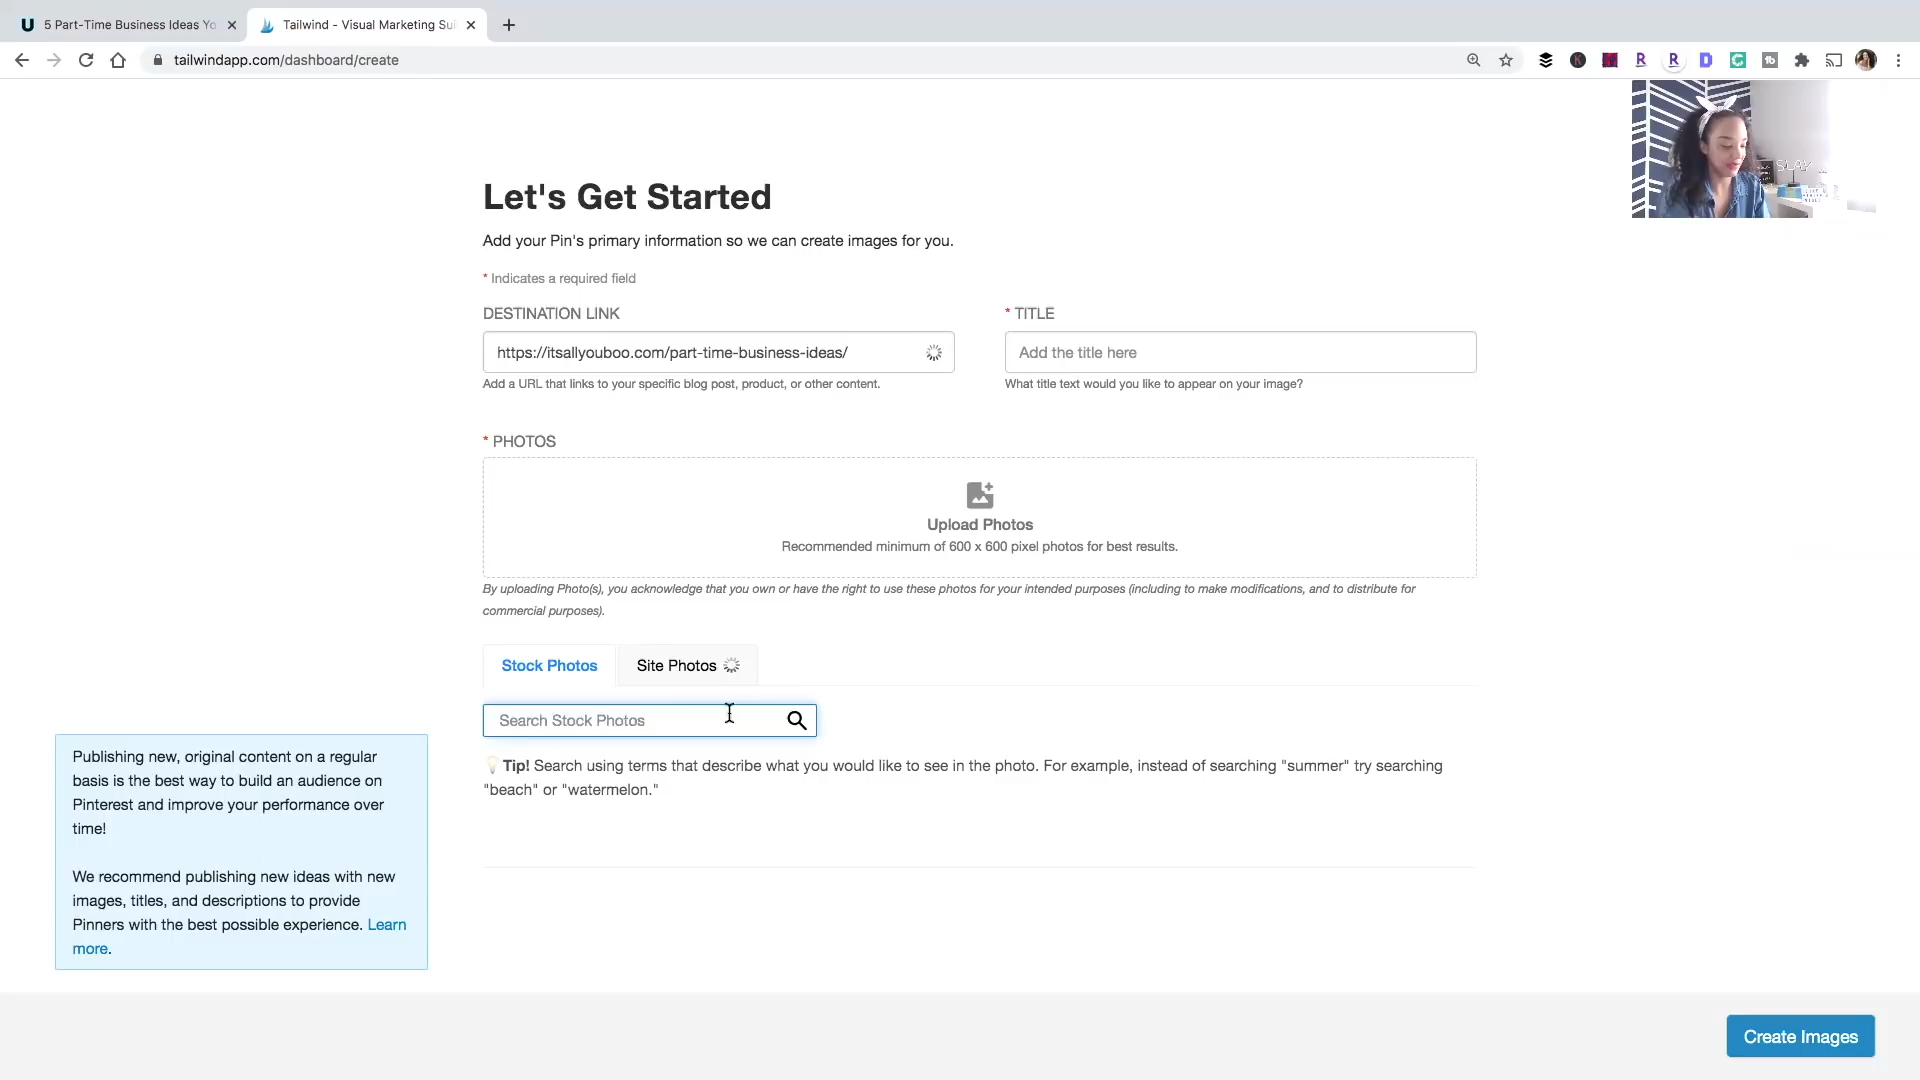 5 Part-Time Business Ideas Yo
Tailwind - Visual Marketing Sui
tailwindapp.com/dashboard/create
SLAY
Let's Get Started
Add your Pin's primary information so we can create images for you.
* Indicates a required field
DESTINATION LINK
* TITLE
https://itsallyouboo.com/part-time-business-ideas/
Add the title here
Add a URL that links to your specific blog post, product, or other content.
What title text would you like to appear on your image?
* PHOTOS
Upload Photos
Recommended minimum of 600 x 600 pixel photos for best results.
By uploading Photo(s), you acknowledge that you own or have the right to use these photos for your intended purposes (including to make modifications, and to distribute for
commercial purposes).
Stock Photos
Site Photos
Search Stock Photos
Tip! Search using terms that describe what you would like to see in the photo. For example, instead of searching "summer" try searching
"beach" or "watermelon."
Publishing new, original content on a regular
basis is the best way to build an audience on
Pinterest and improve your performance over
time!
We recommend publishing new ideas with new
images, titles, and descriptions to provide
Pinners with the best possible experience. Learn
more.
Create Images